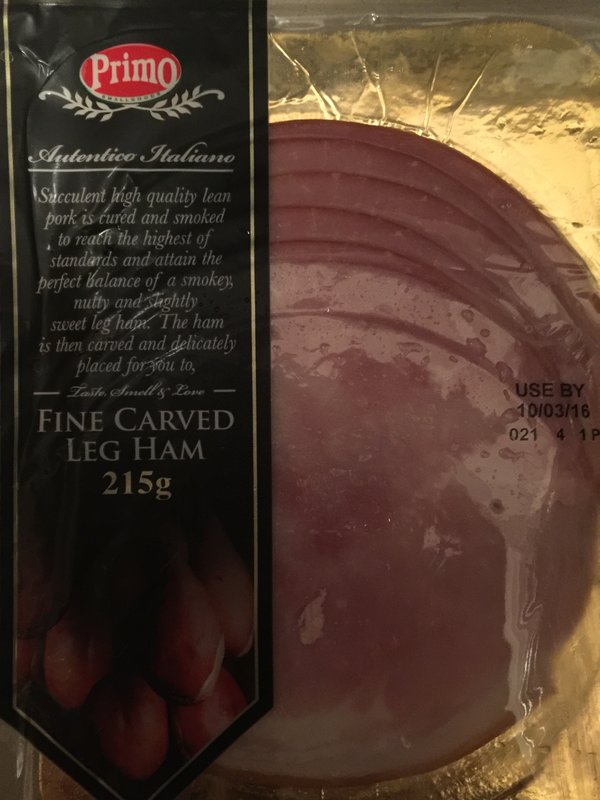 Primo
SMALLGOODS
Autentico Italiano
Succulent high quality lean
pork is cured and smoked
to reach the highest of
standards and attain the
perfect balance of a smokey,
nutty and slightly
sweet leg ham. The ham
is then carved and delicately
placed for you to,
Taste, Smell & Love
FINE CARVED
LEG HAM
215g
USE BY
10/03/16
021 4 1P